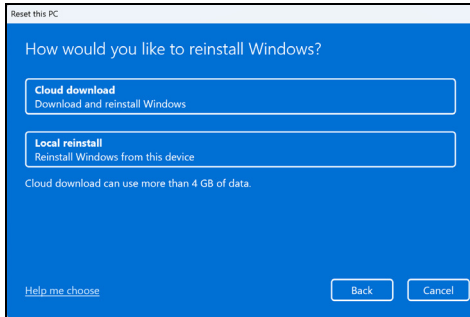 Reset this PC
How would you like to reinstall Windows?
Cloud download
Download and reinstall Windows
Local reinstall
Reinstall Windows from this device
Cloud download can use more than 4 GB of data.
Help me choose
Back
Cancel